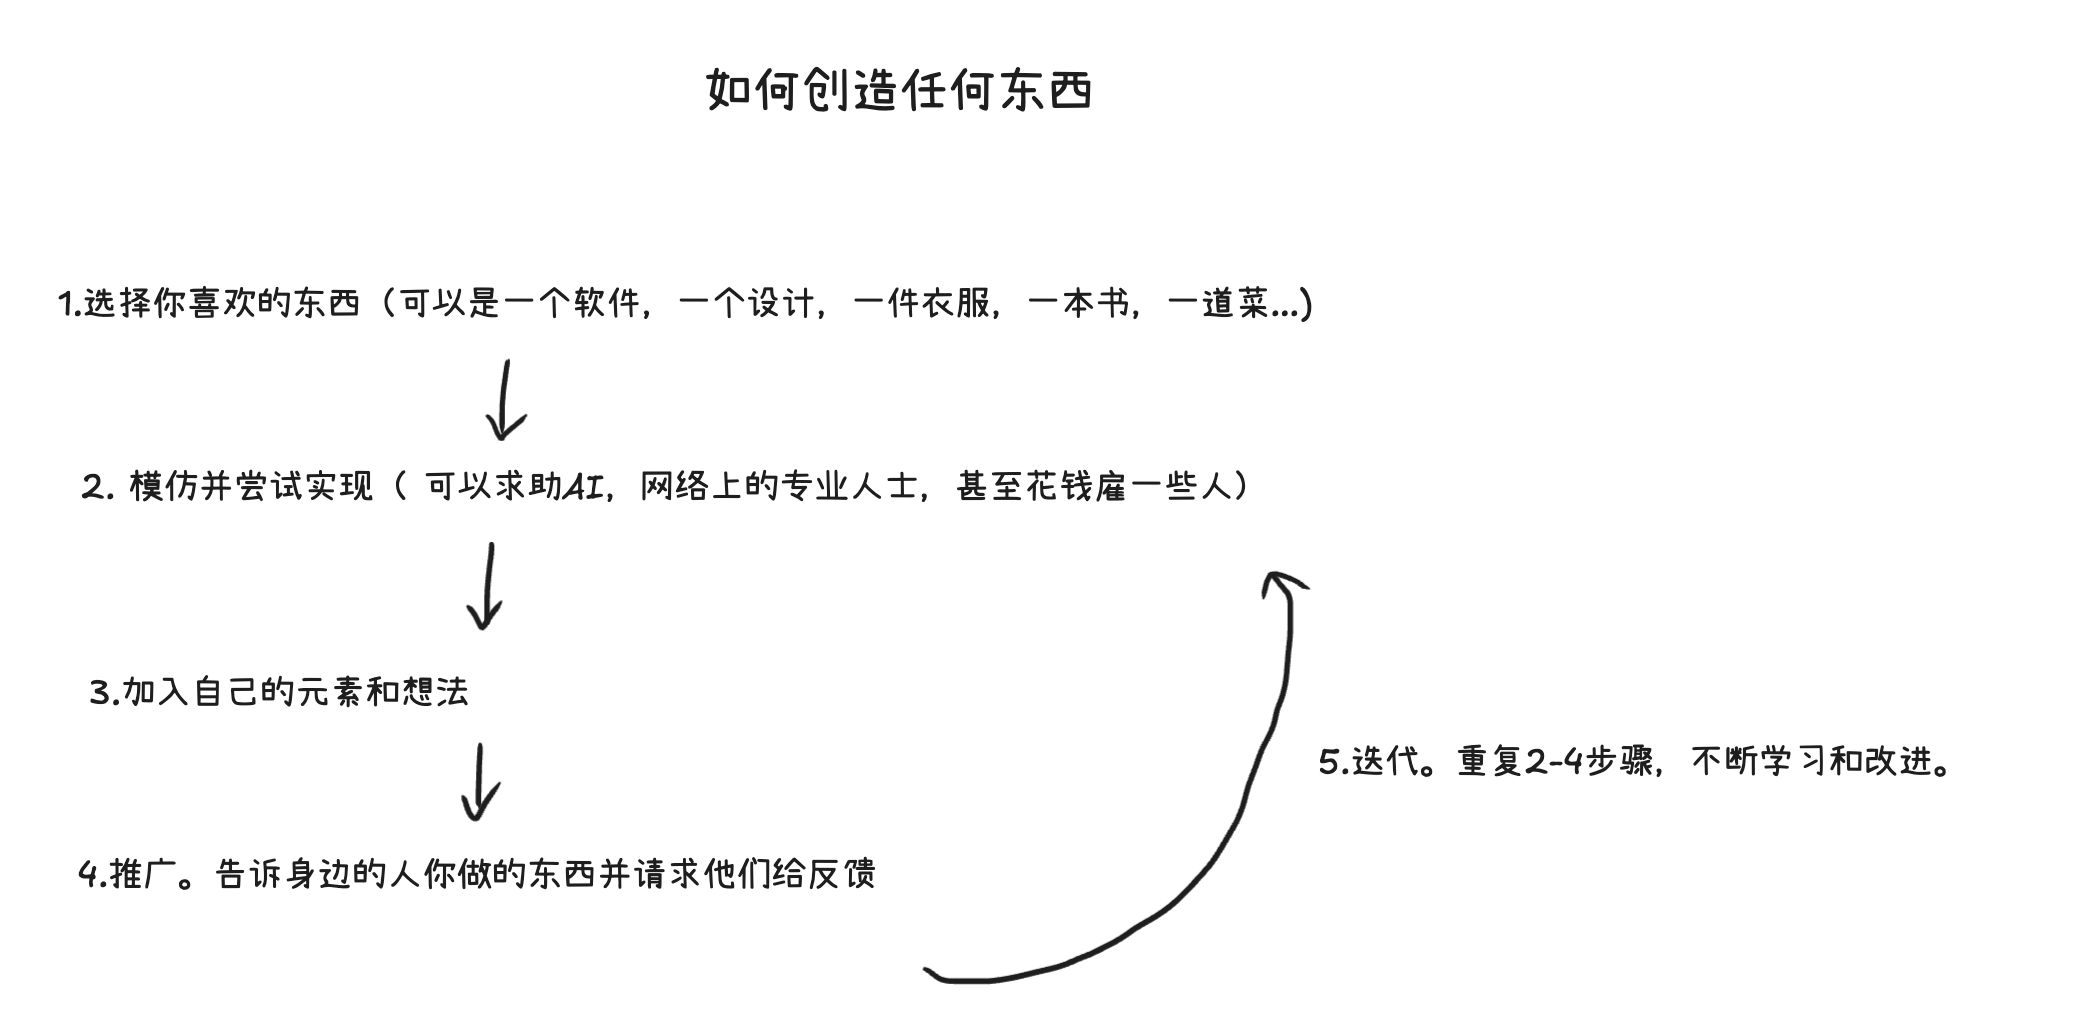 如何创造任何东西
1.选择你喜欢的东西（可以是一个软件，一个设计，一件衣服，一本书，一道菜...)
2. 模仿并尝试实现（ 可以求助AI，网络上的专业人士，甚至花钱雇一些人）
3.加入自己的元素和想法
5.迭代。重复2-4步骤，不断学习和改进。
4.推广。告诉身边的人你做的东西并请求他们给反馈